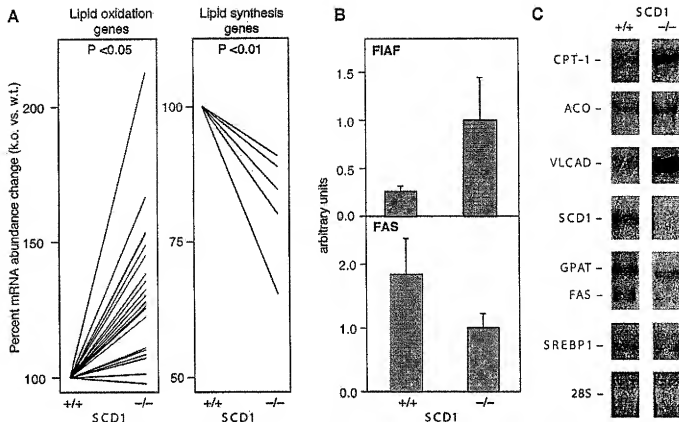 A
Lipid oxidation
genes
P <0.05
Lipid synthesis
genes
P <0.01
Percent mRNA abundance change (k.o. vs. w.t.)
200
150
100
100
75
50
+/+
-/-
SCD1
+/+
-/-
SCD1
B
FIAF
1.5
1.0
0.5
0.0
arbitrary units
FAS
2.0
1.0
0.0
+/+
-/-
SCD1
C
SCD1
+/+
-/-
CPT-1
ACO
VLCAD
SCD1
GPAT
FAS
SREBP1
28S